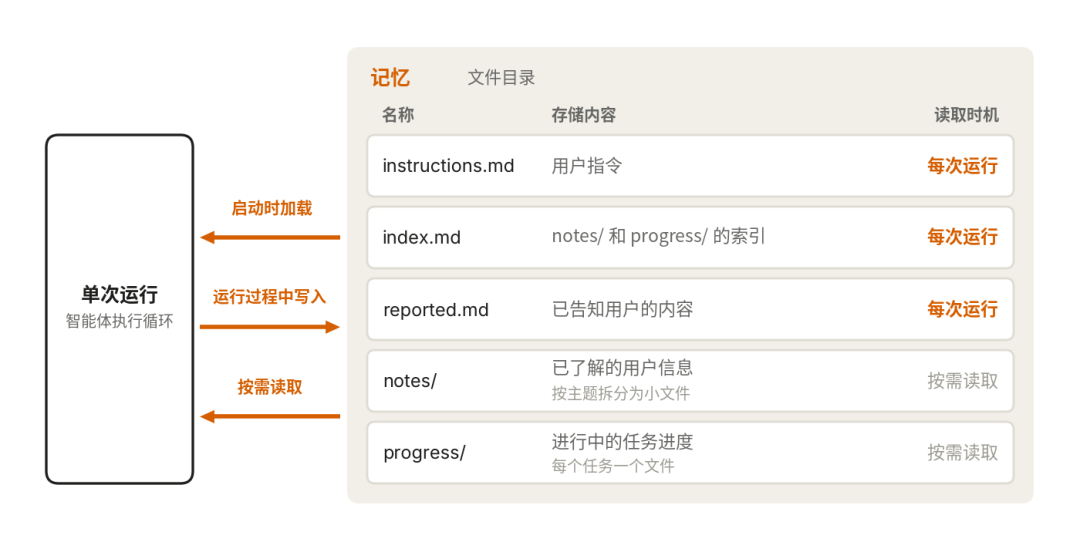 记忆 文件目录
名称 存储内容 读取时机
instructions.md 用户指令 每次运行
启动时加载
index.md notes/ 和 progress/ 的索引 每次运行
单次运行
智能体执行循环
运行过程中写入
reported.md 已告知用户的内容 每次运行
按需读取
notes/ 已了解的用户信息 按需读取
按主题拆分为小文件
progress/ 进行中的任务进度 按需读取
每个任务一个文件